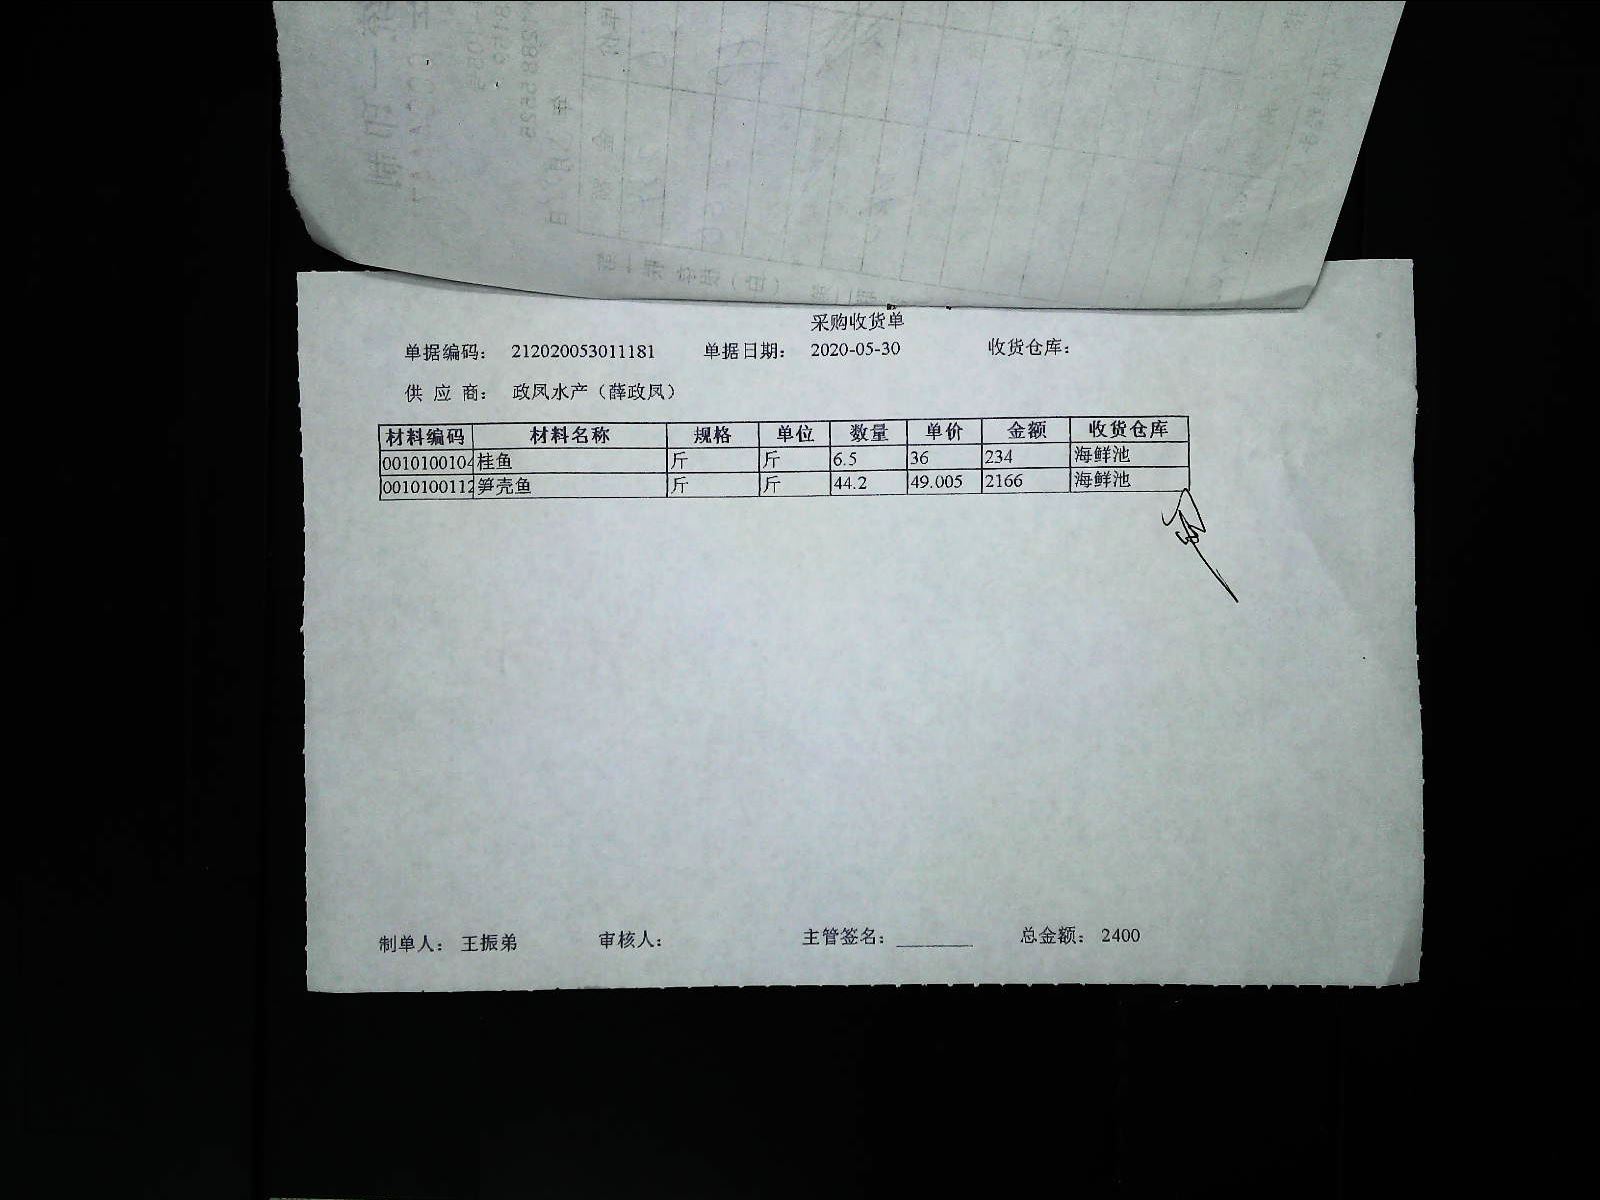 采购收货单
单据编码： 212020053011181 单据日期： 2020-05-30 收货仓库：
供 应 商： 政凤水产（薛政凤）
材料编码 材料名称 规格 单位 数量 单价 金额 收货仓库
0010100104 桂鱼 斤 斤 6.5 36 234 海鲜池
0010100112 笋壳鱼 斤 斤 44.2 49.005 2166 海鲜池
制单人： 王振弟 审核人： 主管签名： 总金额： 2400